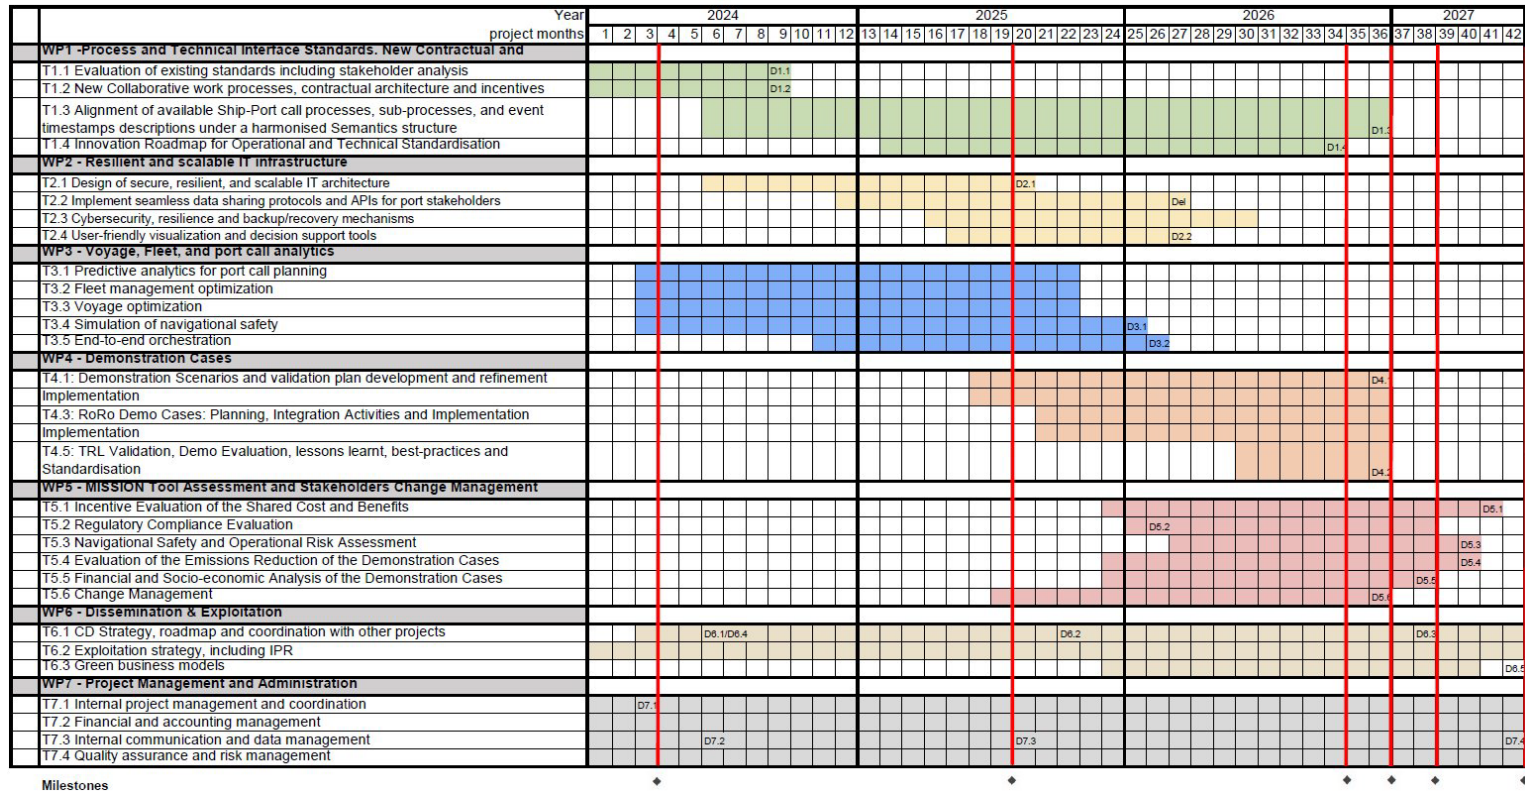 Year 2024 2025 2026 2027
project months 1 2 3 4 5 6 7 8 9 10 11 12 13 14 15 16 17 18 19 20 21 22 23 24 25 26 27 28 29 30 31 32 33 34 35 36 37 38 39 40 41 42
WP1 -Process and Technical Interface Standards. New Contractual and
T1.1 Evaluation of existing standards including stakeholder analysis D1.1
T1.2 New Collaborative work processes, contractual architecture and incentives D1.2
T1.3 Alignment of available Ship-Port call processes, sub-processes, and event
timestamps descriptions under a harmonised Semantics structure D1.3
T1.4 Innovation Roadmap for Operational and Technical Standardisation D1.4
WP2 - Resilient and scalable IT infrastructure
T2.1 Design of secure, resilient, and scalable IT architecture D2.1
T2.2 Implement seamless data sharing protocols and APIs for port stakeholders Del
T2.3 Cybersecurity, resilience and backup/recovery mechanisms
T2.4 User-friendly visualization and decision support tools D2.2
WP3 - Voyage, Fleet, and port call analytics
T3.1 Predictive analytics for port call planning
T3.2 Fleet management optimization
T3.3 Voyage optimization
T3.4 Simulation of navigational safety D3.1
T3.5 End-to-end orchestration D3.2
WP4 - Demonstration Cases
T4.1: Demonstration Scenarios and validation plan development and refinement D4.
Implementation
T4.3: RoRo Demo Cases: Planning, Integration Activities and Implementation
Implementation
T4.5: TRL Validation, Demo Evaluation, lessons learnt, best-practices and
Standardisation D4.
WP5 - MISSION Tool Assessment and Stakeholders Change Management
T5.1 Incentive Evaluation of the Shared Cost and Benefits D5.1
T5.2 Regulatory Compliance Evaluation D5.2
T5.3 Navigational Safety and Operational Risk Assessment D5.3
T5.4 Evaluation of the Emissions Reduction of the Demonstration Cases D5.4
T5.5 Financial and Socio-economic Analysis of the Demonstration Cases D5.5
T5.6 Change Management D5.6
WP6 - Dissemination & Exploitation
T6.1 CD Strategy, roadmap and coordination with other projects D6.1/D6.4 D6.2 D6.3
T6.2 Exploitation strategy, including IPR
T6.3 Green business models D6.5
WP7 - Project Management and Administration
T7.1 Internal project management and coordination D7.1
T7.2 Financial and accounting management
T7.3 Internal communication and data management D7.2 D7.3 D7.4
T7.4 Quality assurance and risk management
Milestones